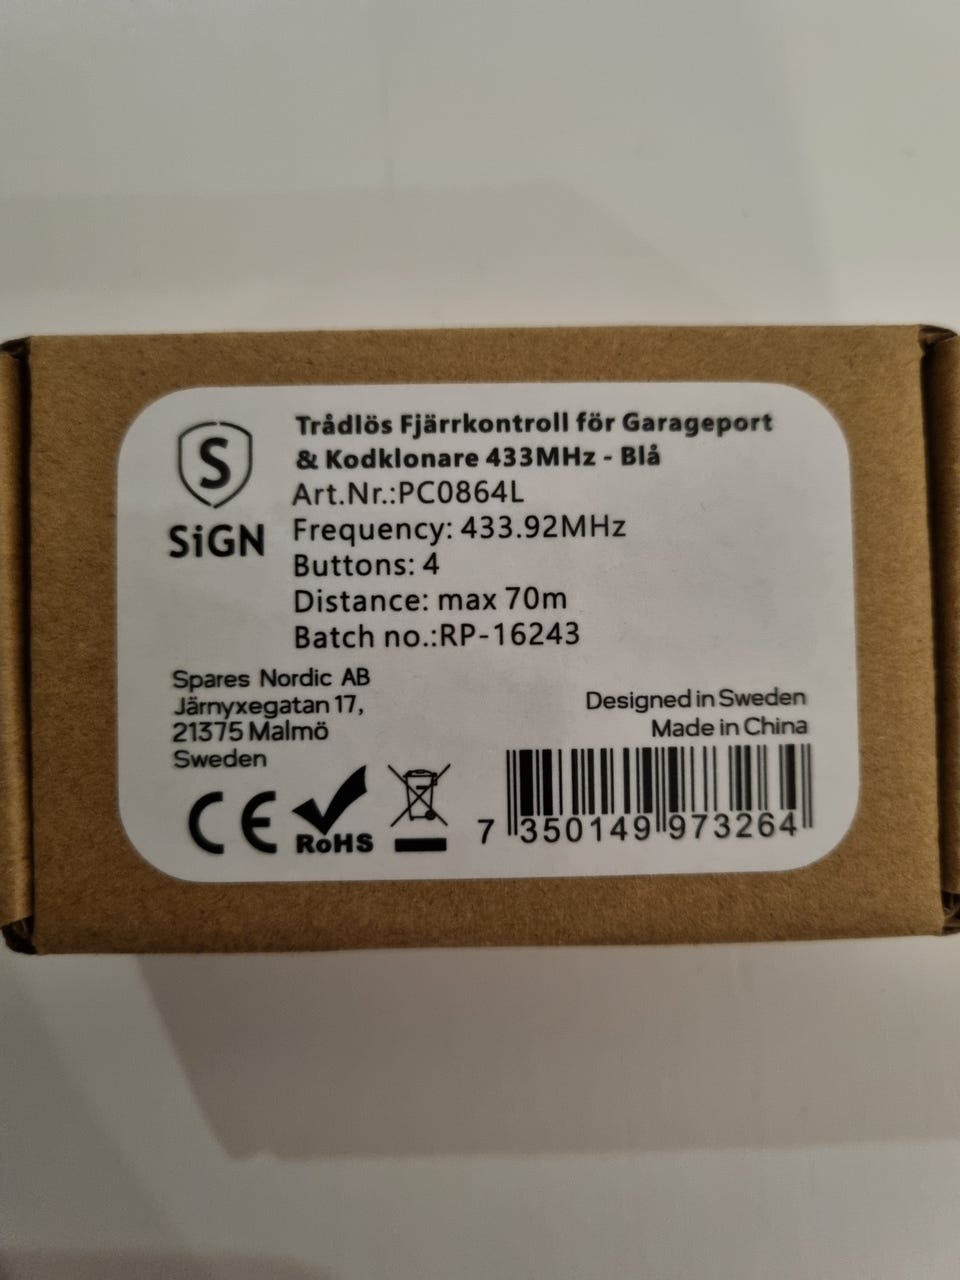 S
SiGN
Trådlös Fjärrkontroll för Garageport
& Kodklonare 433MHz - Blå
Art.Nr.:PC0864L
Frequency: 433.92MHz
Buttons: 4
Distance: max 70m
Batch no.:RP-16243
Spares Nordic AB
Järnyxegatan 17,
21375 Malmö
Sweden
Designed in Sweden
Made in China
CE
RoHS
7 350149 973264